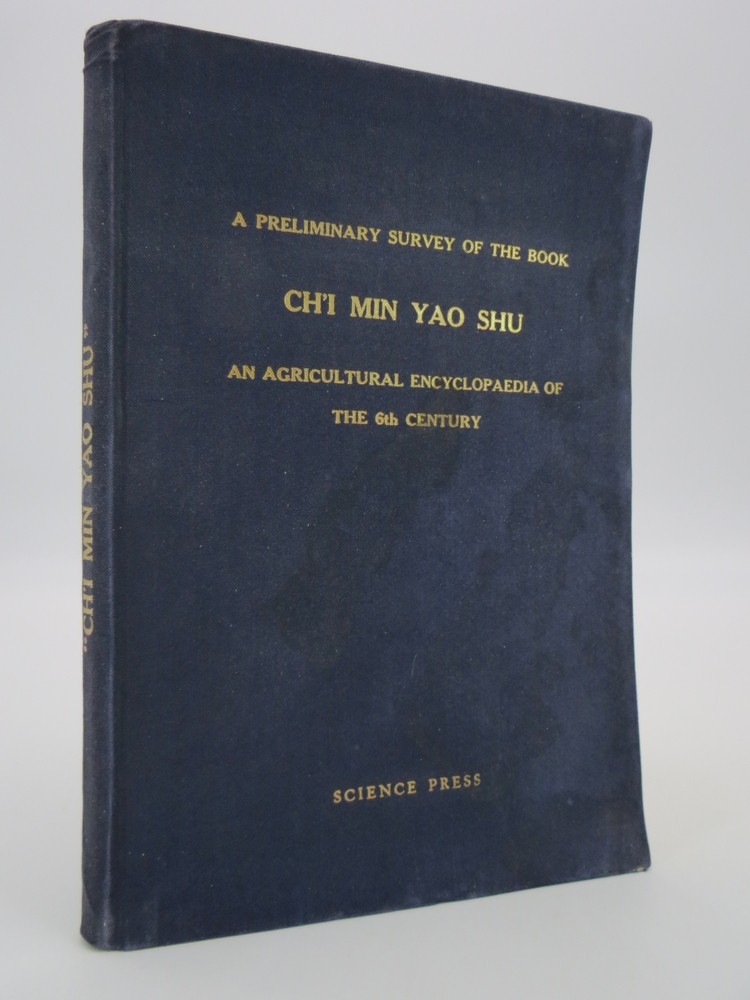 A PRELIMINARY SURVEY OF THE BOOK
CH'I MIN YAO SHU
AN AGRICULTURAL ENCYCLOPAEDIA OF
THE 6th CENTURY
SCIENCE PRESS
"CH'I MIN YAO SHU"